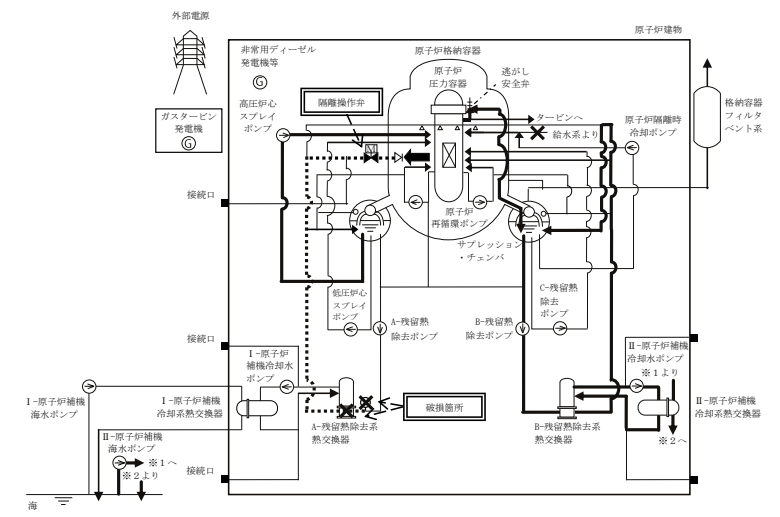 外部電源
原子炉建物
非常用ディーゼル
発電機等
G
原子炉格納容器
原子炉
圧力容器
逃がし
安全弁
隔離操作弁
高圧炉心
スプレイ
ポンプ
ガスタービン
発電機
G
タービンへ
給水系より
原子炉隔離時
冷却ポンプ
格納容器
フィルタ
ベント系
接続口
原子炉
再循環ポンプ
サプレッション
・チェンバ
低圧炉心
スプレイ
ポンプ
A-残留熱
除去ポンプ
B-残留熱
除去ポンプ
C-残留熱
除去
ポンプ
接続口
Ⅰ-原子炉
補機冷却水
ポンプ
Ⅱ-原子炉補機
冷却水ポンプ
※1より
Ⅰ-原子炉補機
海水ポンプ
Ⅰ-原子炉補機
冷却系熱交換器
破損箇所
A-残留熱除去系
熱交換器
B-残留熱除去系
熱交換器
Ⅱ-原子炉補機
冷却系熱交換器
※2へ
Ⅱ-原子炉補機
海水ポンプ
※1へ
※2より
接続口
海